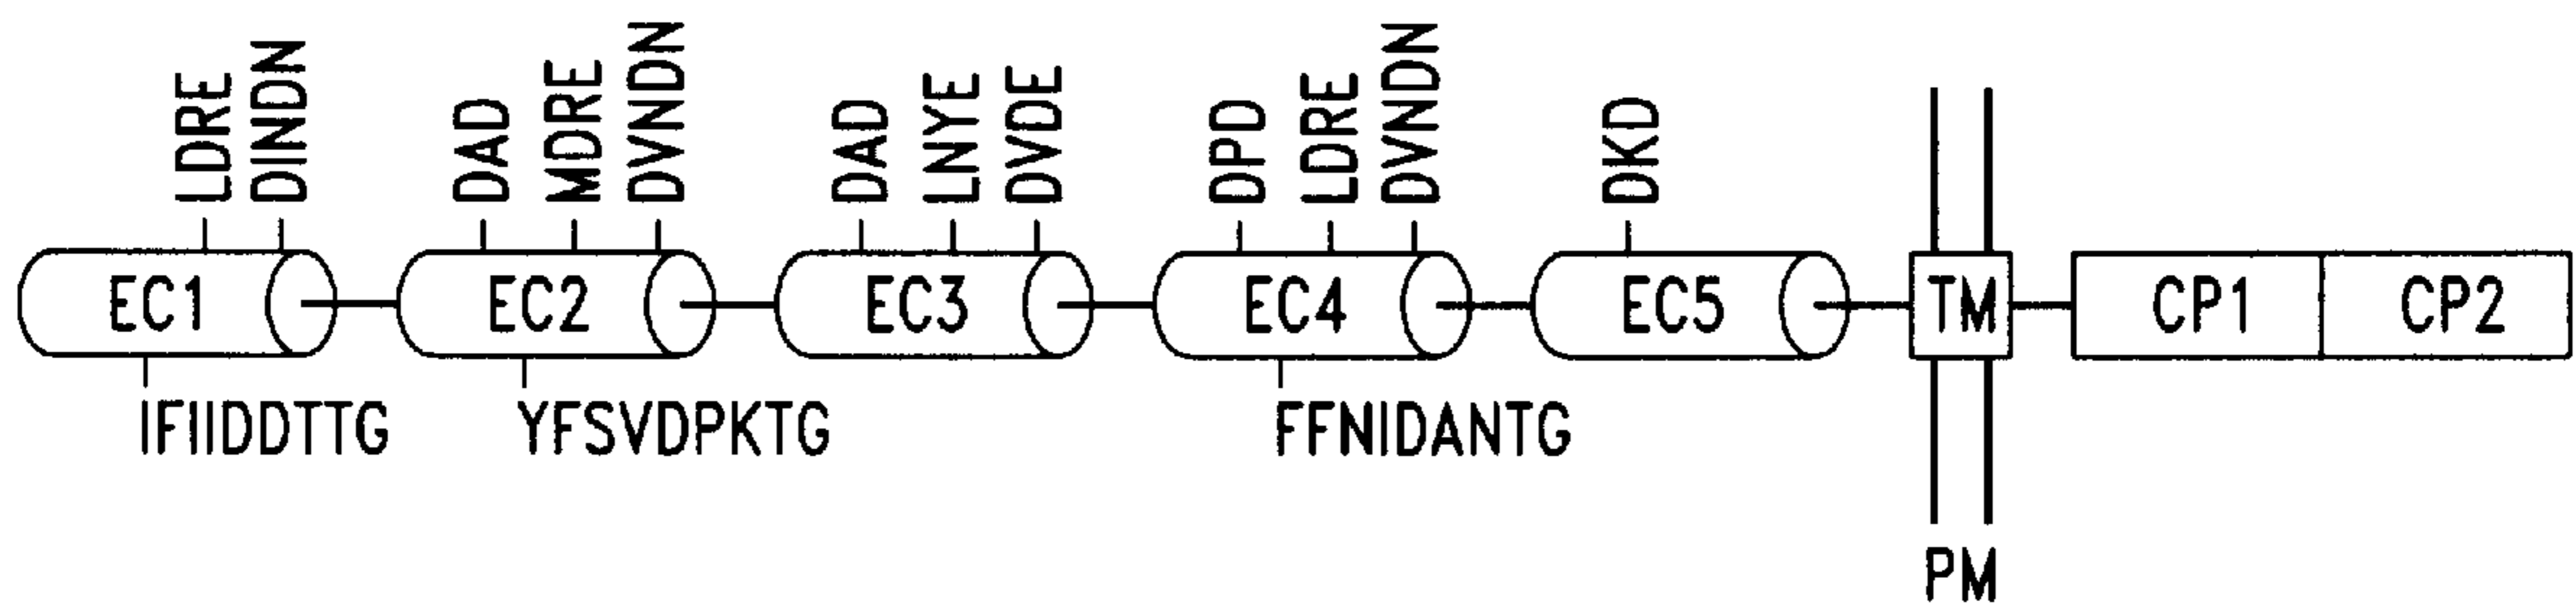 LDRE
DINDN
DAD
MDRE
DVNDN
DAD
LNYE
DVDE
DPD
LDRE
DVNDN
DKD
EC1
EC2
EC3
EC4
EC5
TM
CP1
CP2
IFIIDDTTG
YFSVDPKTG
FFNIDANTG
PM